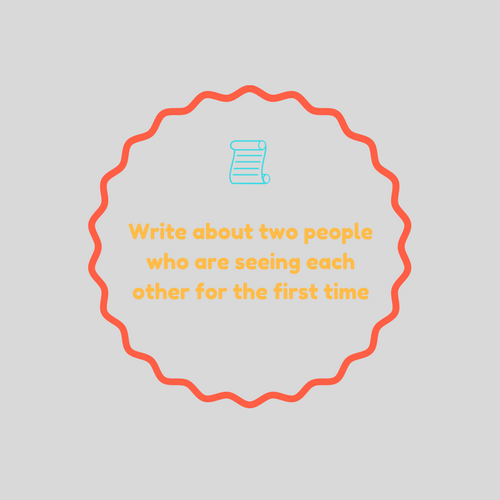 Write about two people
who are seeing each
other for the first time